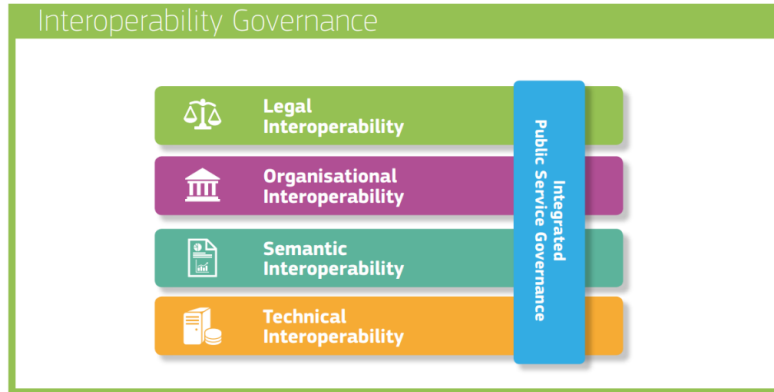 Interoperability Governance
Legal
Interoperability
Organisational
Interoperability
Semantic
Interoperability
Technical
Interoperability
Integrated
Public Service Governance